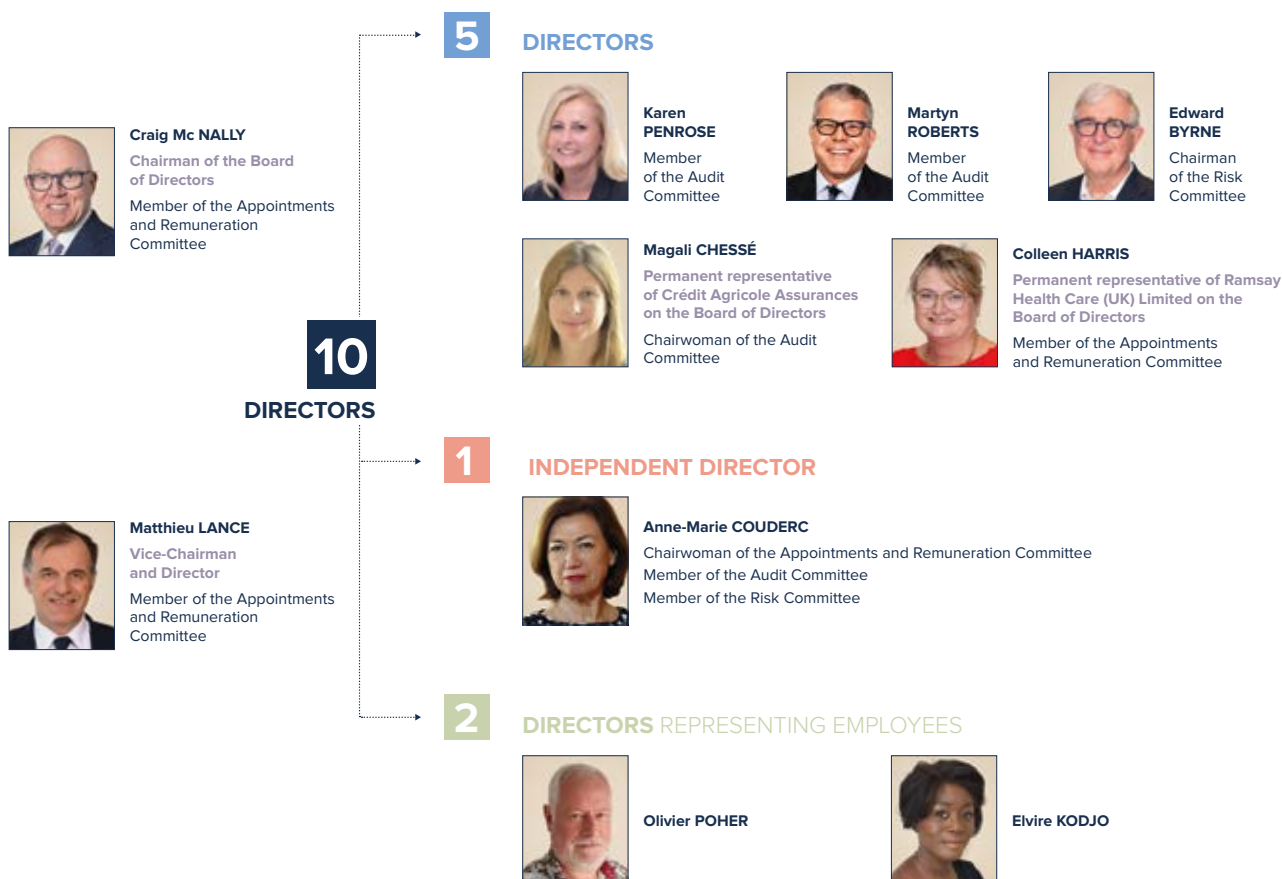 5
DIRECTORS
Craig Mc NALLY
Chairman of the Board
of Directors
Member of the Appointments
and Remuneration
Committee
Karen
PENROSE
Member
of the Audit
Committee
Martyn
ROBERTS
Member
of the Audit
Committee
Edward
BYRNE
Chairman
of the Risk
Committee
Magali CHESSÉ
Permanent representative
of Crédit Agricole Assurances
on the Board of Directors
Chairwoman of the Audit
Committee
Colleen HARRIS
Permanent representative of Ramsay
Health Care (UK) Limited on the
Board of Directors
Member of the Appointments
and Remuneration Committee
10
DIRECTORS
1
INDEPENDENT DIRECTOR
Matthieu LANCE
Vice-Chairman
and Director
Member of the Appointments
and Remuneration
Committee
Anne-Marie COUDERC
Chairwoman of the Appointments and Remuneration Committee
Member of the Audit Committee
Member of the Risk Committee
2
DIRECTORS REPRESENTING EMPLOYEES
Olivier POHER
Elvire KODJO